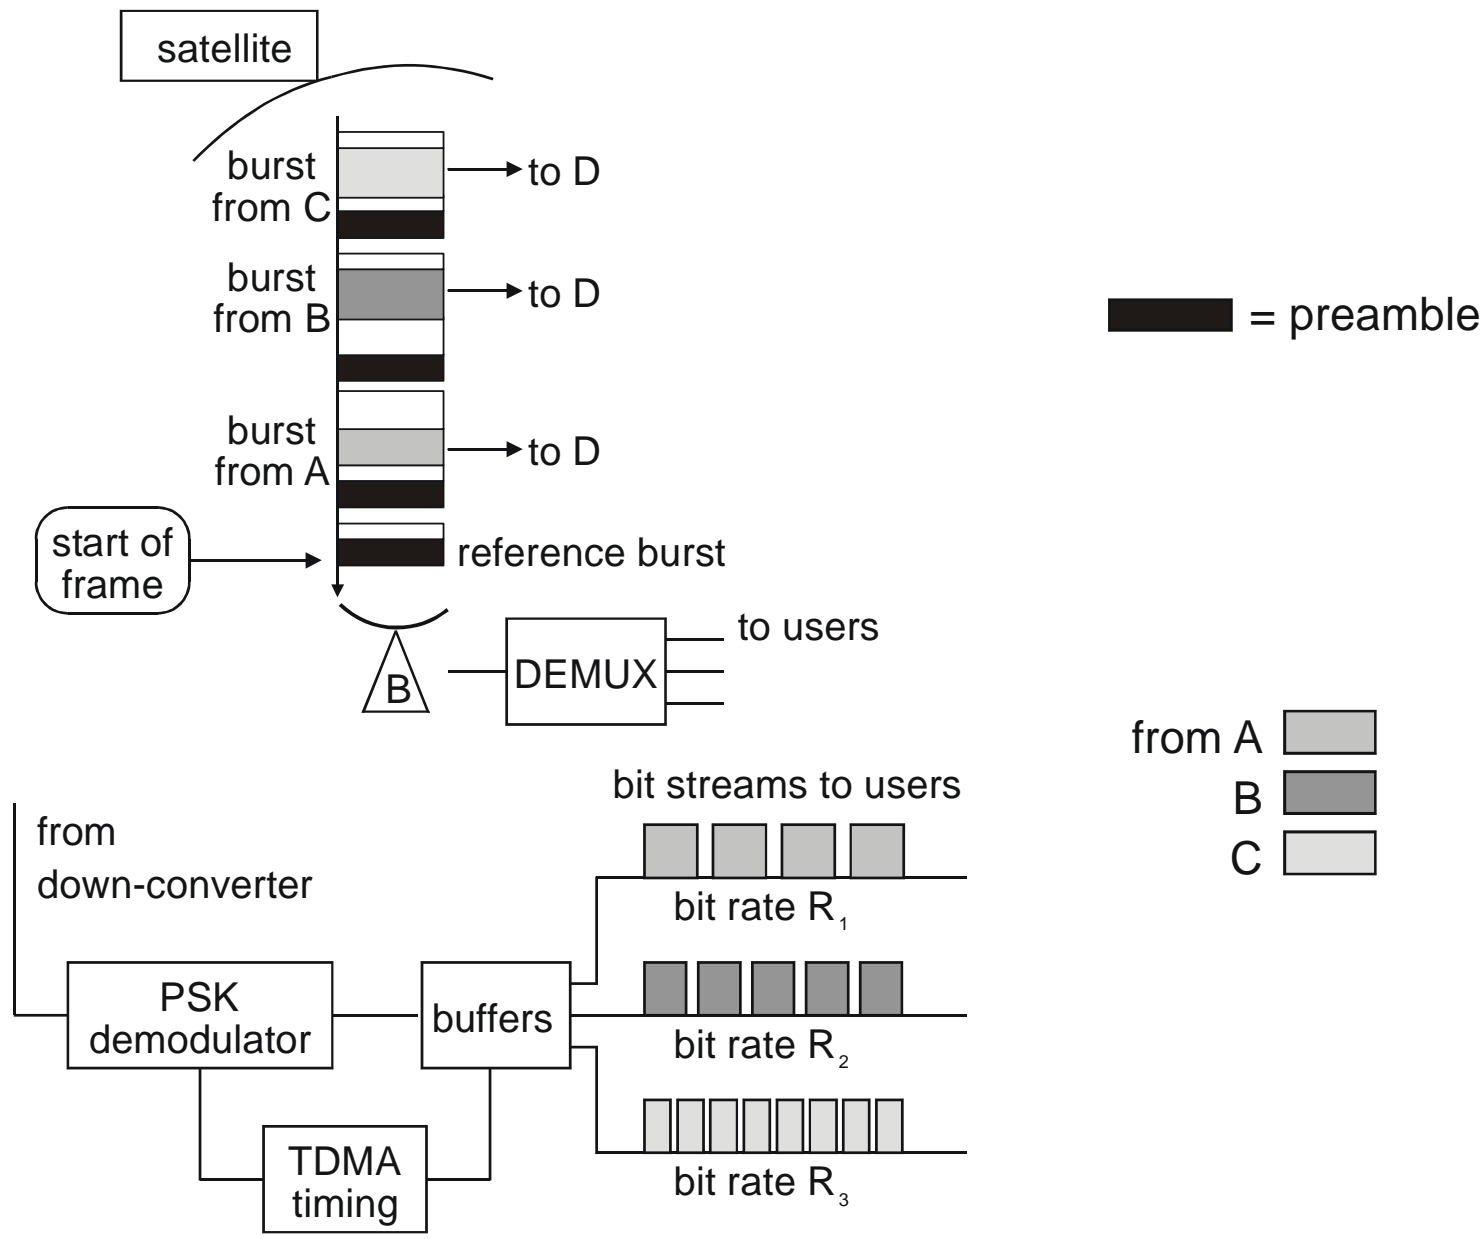 satellite
burst
from C
to D
burst
from B
to D
= preamble
burst
from A
to D
start of
frame
reference burst
to users
B
DEMUX
from A
B
C
bit streams to users
from
down-converter
bit rate R1
PSK
demodulator
buffers
bit rate R2
TDMA
timing
bit rate R3